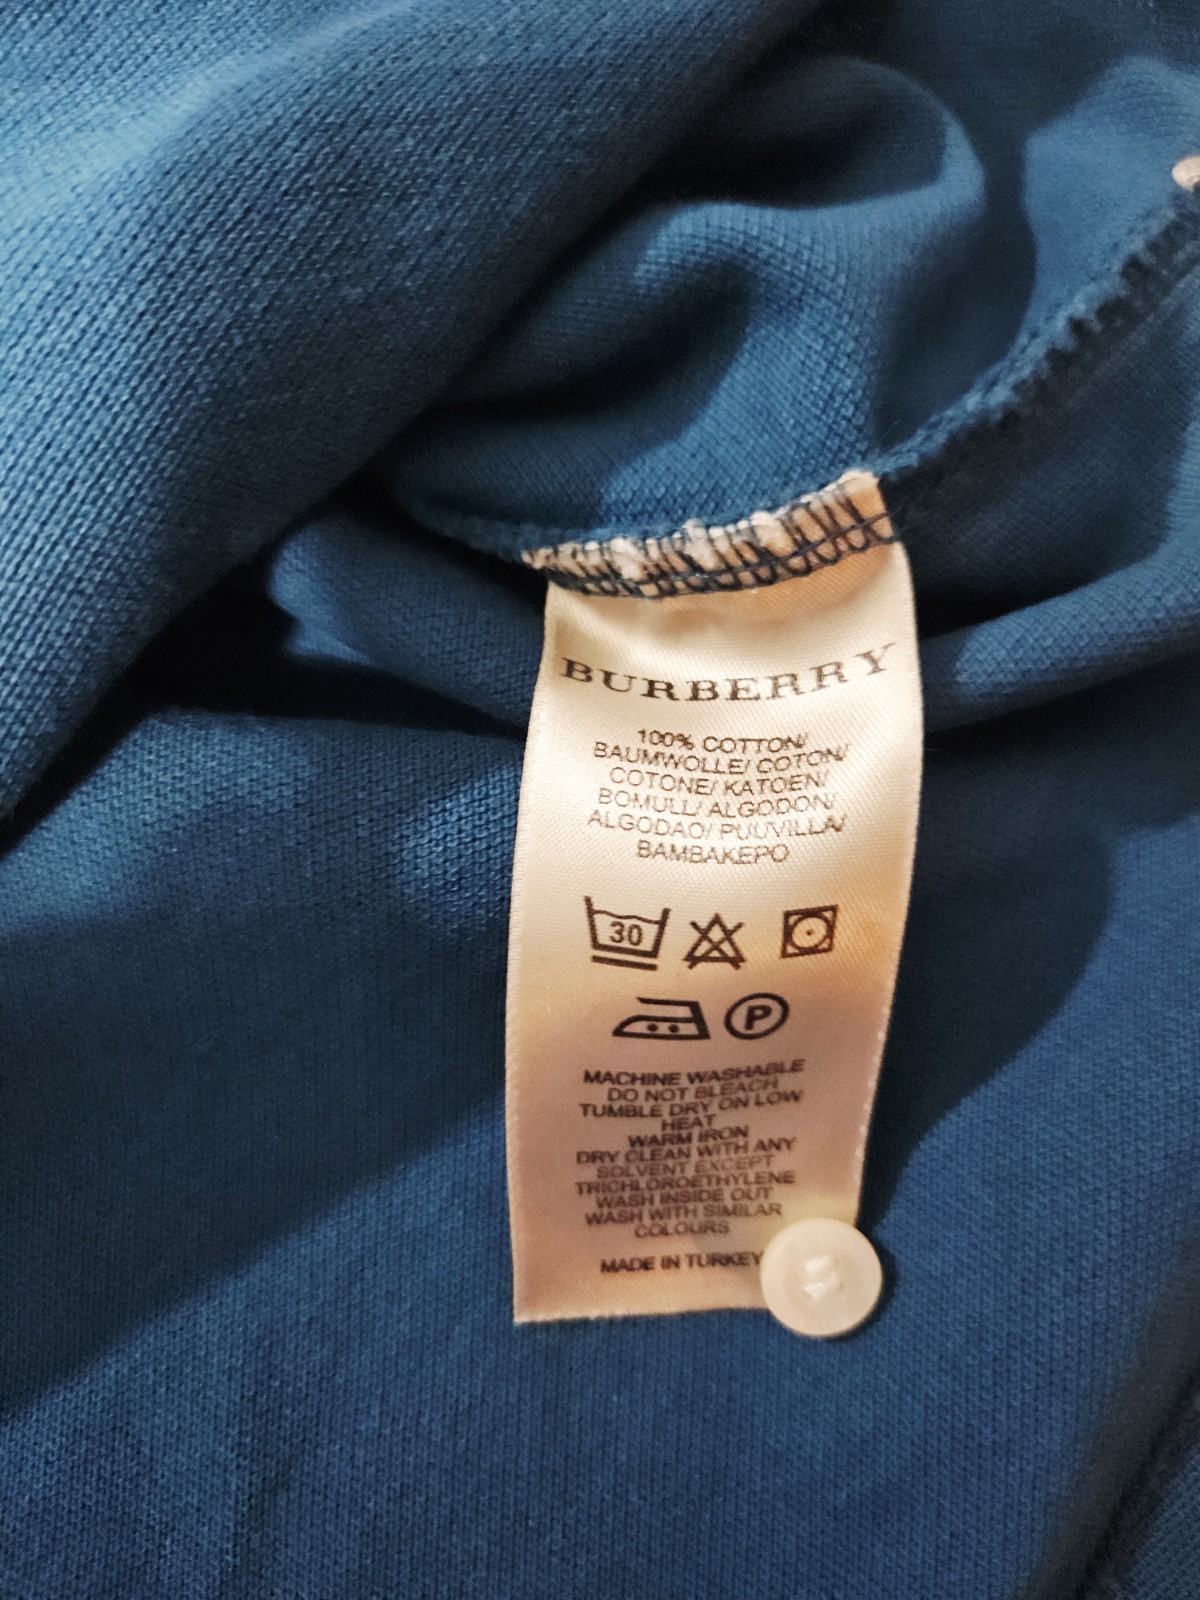 BURBERRY
100% COTTON/
BAUMWOLLE/ COTON/
COTONE/ KATOEN/
BOMULL/ ALGODON/
ALGODAO/ PUUVILLA/
BAMBAKEPO
30
P
MACHINE WASHABLE
DO NOT BLEACH
TUMBLE DRY ON LOW
HEAT
WARM IRON
DRY CLEAN WITH ANY
SOLVENT EXCEPT
TRICHLOROETHYLENE
WASH INSIDE OUT
WASH WITH SIMILAR
COLOURS
MADE IN TURKEY